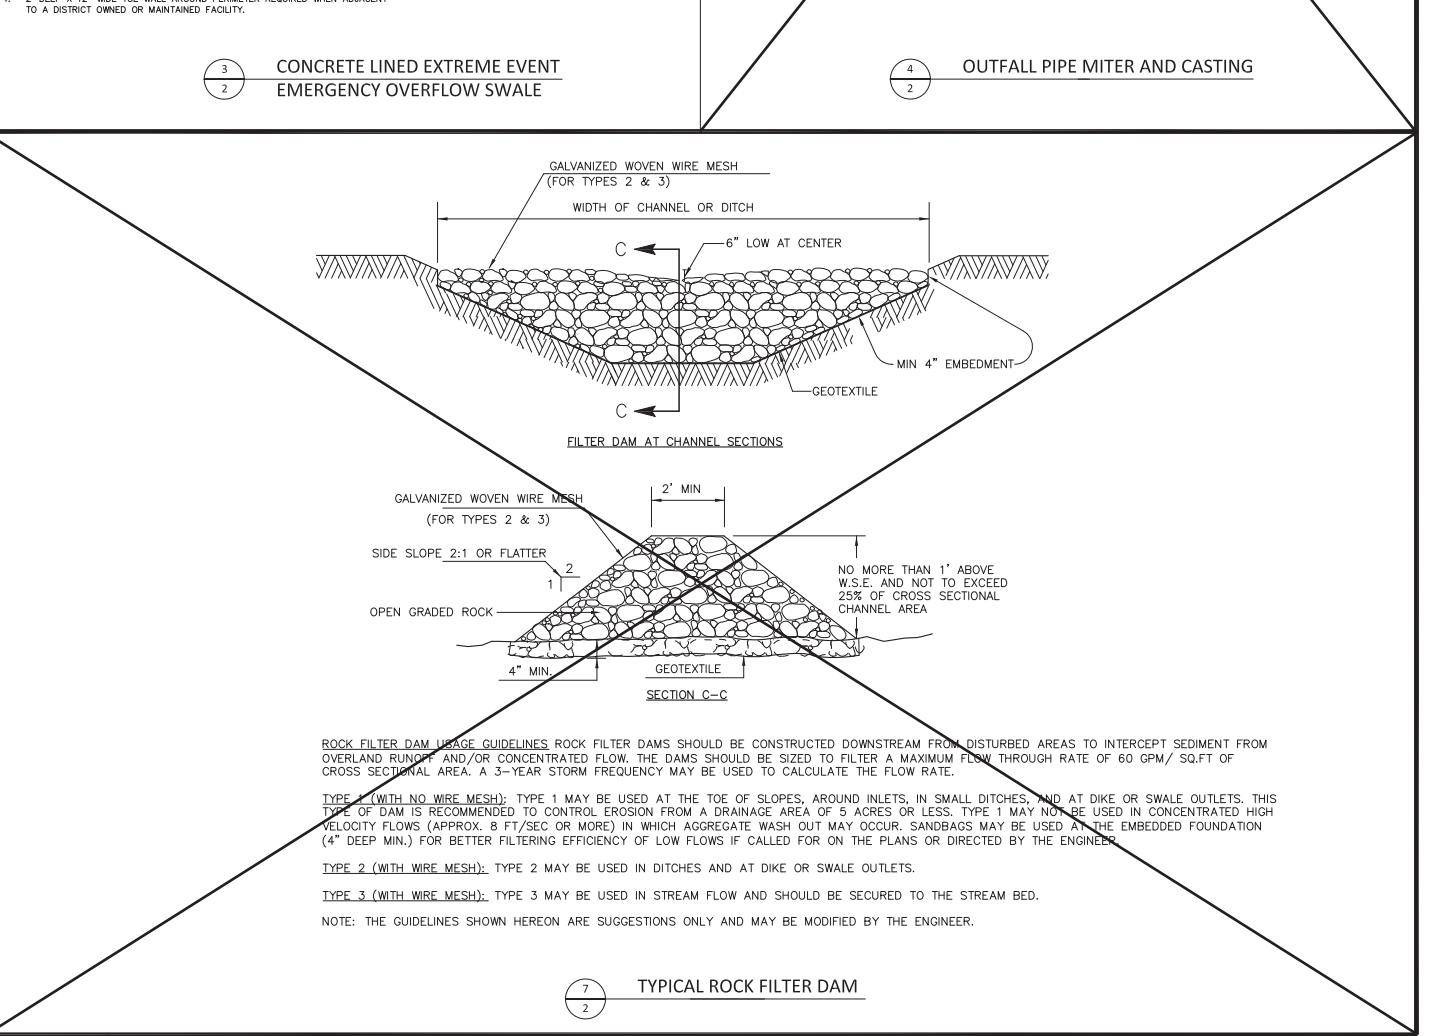 TO A DISTRICT OWNED OR MAINTAINED FACILITY.
3
2
CONCRETE LINED EXTREME EVENT
EMERGENCY OVERFLOW SWALE
4
2
OUTFALL PIPE MITER AND CASTING
GALVANIZED WOVEN WIRE MESH
(FOR TYPES 2 & 3)
WIDTH OF CHANNEL OR DITCH
C
6" LOW AT CENTER
MIN 4" EMBEDMENT
GEOTEXTILE
C
FILTER DAM AT CHANNEL SECTIONS
2' MIN
GALVANIZED WOVEN WIRE MESH
(FOR TYPES 2 & 3)
SIDE SLOPE 2:1 OR FLATTER
2
1
NO MORE THAN 1' ABOVE
W.S.E. AND NOT TO EXCEED
25% OF CROSS SECTIONAL
CHANNEL AREA
OPEN GRADED ROCK
4" MIN.
GEOTEXTILE
SECTION C-C
ROCK FILTER DAM USAGE GUIDELINES ROCK FILTER DAMS SHOULD BE CONSTRUCTED DOWNSTREAM FROM DISTURBED AREAS TO INTERCEPT SEDIMENT FROM
OVERLAND RUNOFF AND/OR CONCENTRATED FLOW. THE DAMS SHOULD BE SIZED TO FILTER A MAXIMUM FLOW THROUGH RATE OF 60 GPM/ SQ.FT OF
CROSS SECTIONAL AREA. A 3-YEAR STORM FREQUENCY MAY BE USED TO CALCULATE THE FLOW RATE.
TYPE 1 (WITH NO WIRE MESH): TYPE 1 MAY BE USED AT THE TOE OF SLOPES, AROUND INLETS, IN SMALL DITCHES, AND AT DIKE OR SWALE OUTLETS. THIS
TYPE OF DAM IS RECOMMENDED TO CONTROL EROSION FROM A DRAINAGE AREA OF 5 ACRES OR LESS. TYPE 1 MAY NOT BE USED IN CONCENTRATED HIGH
VELOCITY FLOWS (APPROX. 8 FT/SEC OR MORE) IN WHICH AGGREGATE WASH OUT MAY OCCUR. SANDBAGS MAY BE USED AT THE EMBEDDED FOUNDATION
(4" DEEP MIN.) FOR BETTER FILTERING EFFICIENCY OF LOW FLOWS IF CALLED FOR ON THE PLANS OR DIRECTED BY THE ENGINEER.
TYPE 2 (WITH WIRE MESH): TYPE 2 MAY BE USED IN DITCHES AND AT DIKE OR SWALE OUTLETS.
TYPE 3 (WITH WIRE MESH): TYPE 3 MAY BE USED IN STREAM FLOW AND SHOULD BE SECURED TO THE STREAM BED.
NOTE: THE GUIDELINES SHOWN HEREON ARE SUGGESTIONS ONLY AND MAY BE MODIFIED BY THE ENGINEER.
7
2
TYPICAL ROCK FILTER DAM